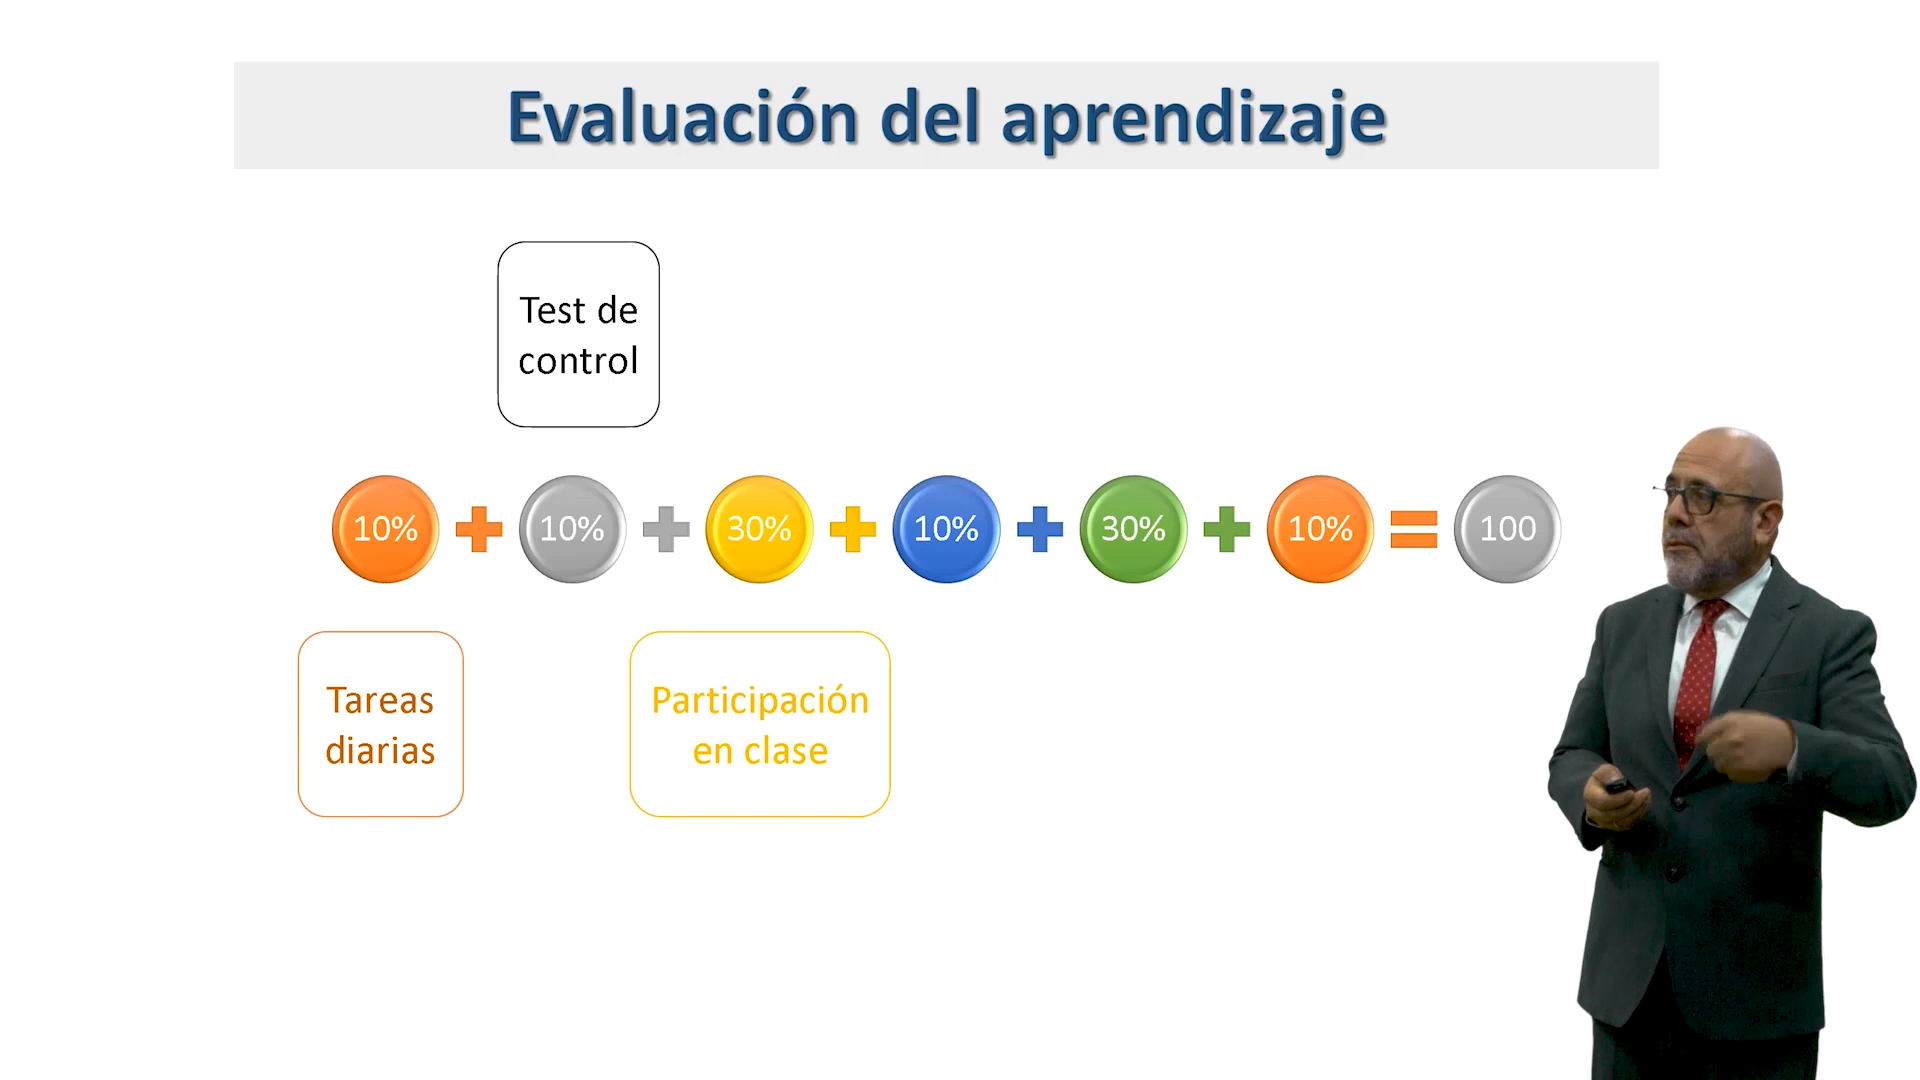 Evaluación del aprendizaje
Test de
control
10% + 10% + 30% + 10% + 30% + 10% = 100
Tareas
diarias
Participación
en clase